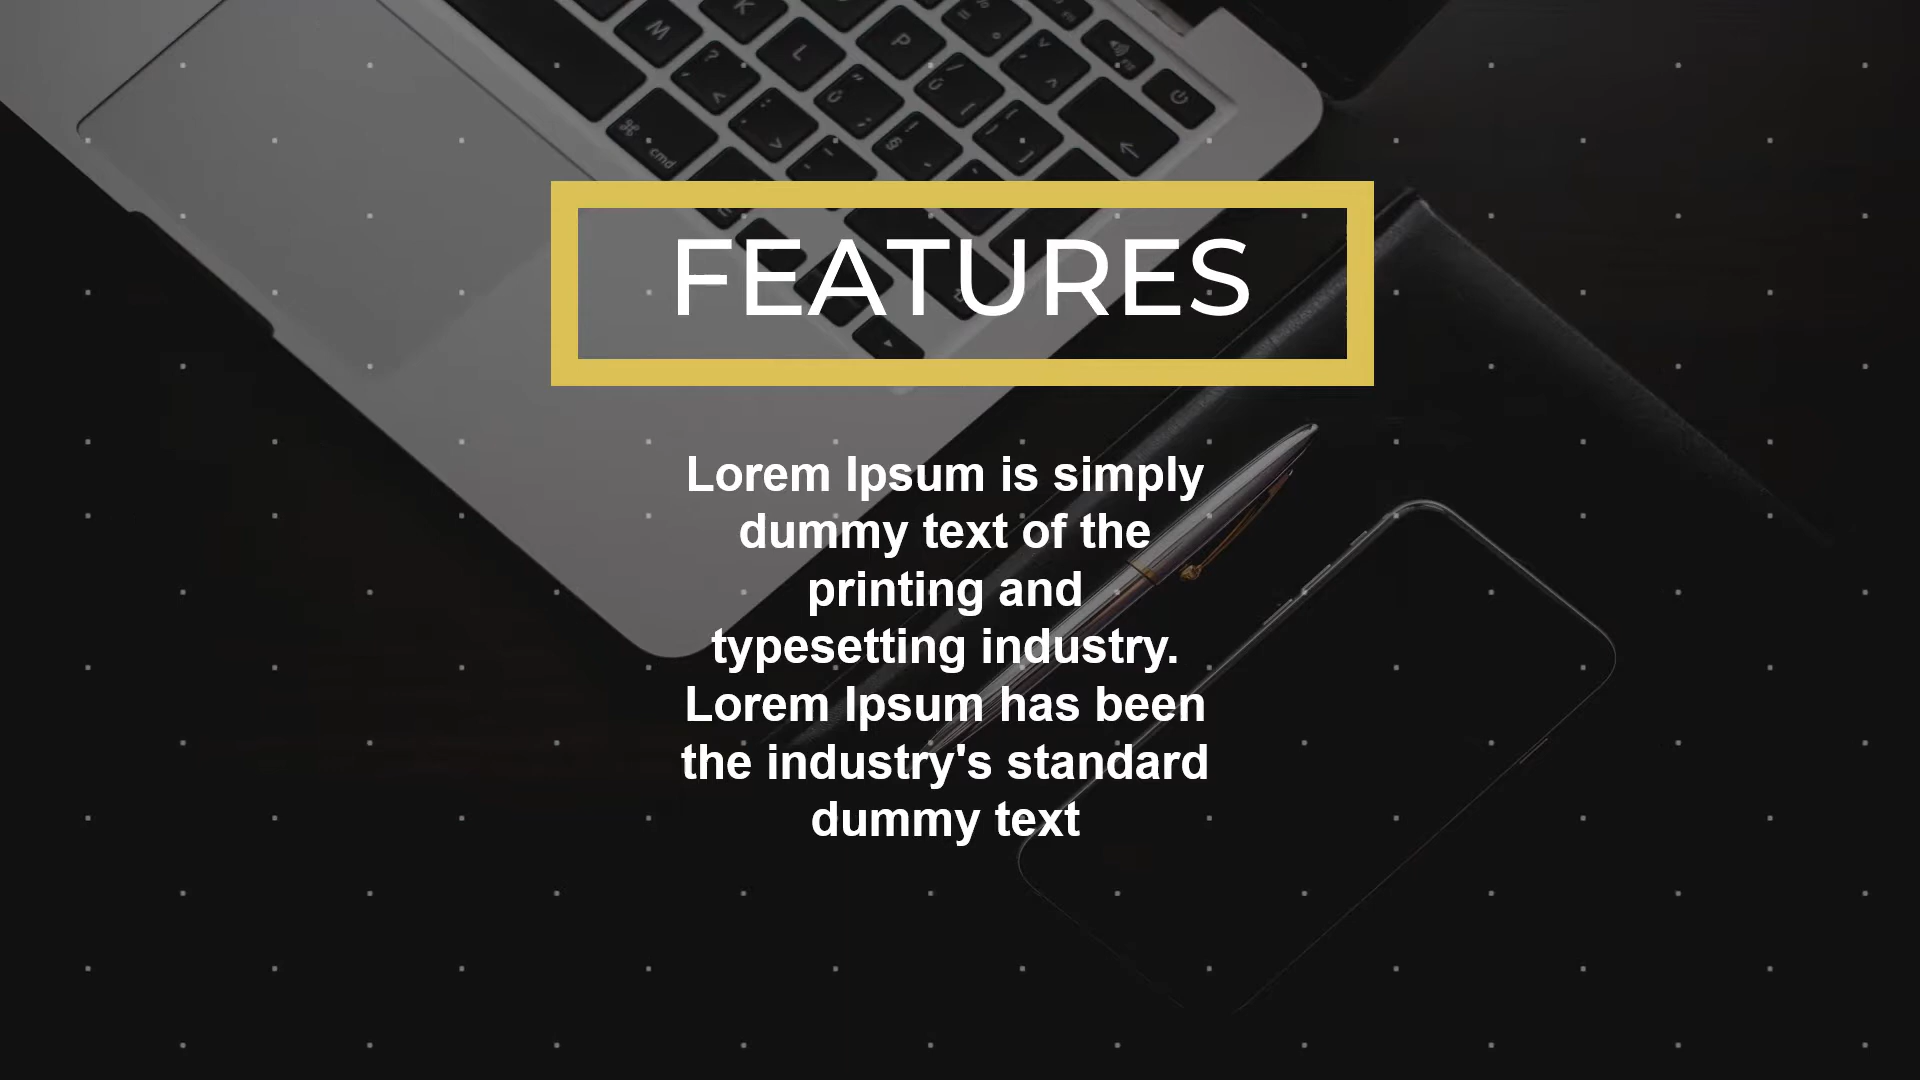 FEATURES
Lorem Ipsum is simply
dummy text of the
printing and
typesetting industry.
Lorem Ipsum has been
the industry's standard
dummy text